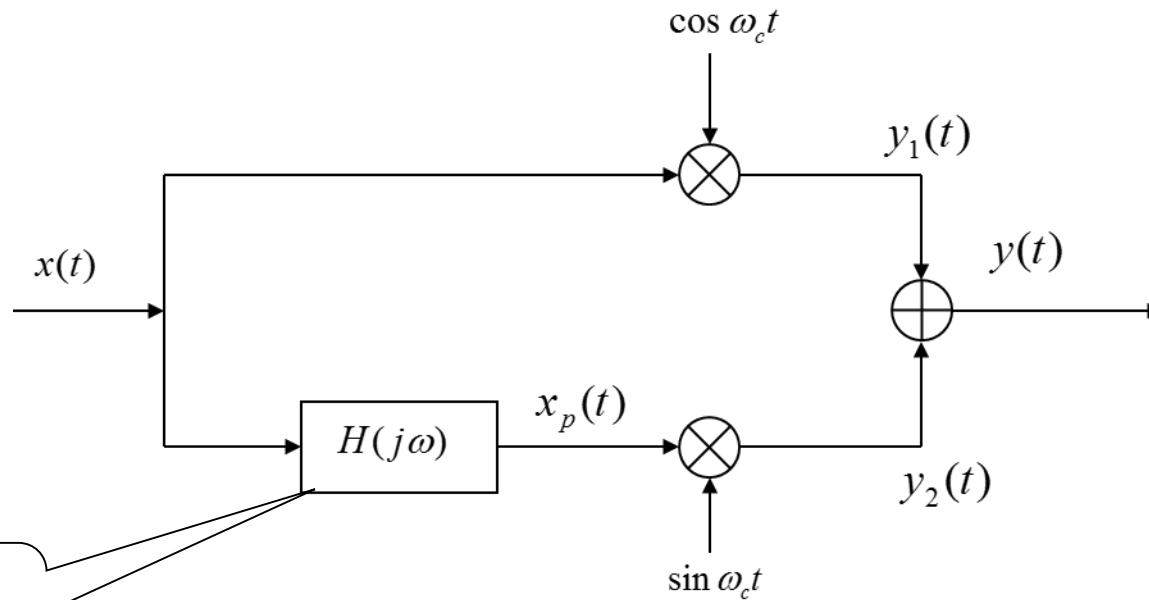 cos ω_c t
y_1(t)
x(t)
y(t)
H(jω)
x_p(t)
y_2(t)
sin ω_c t